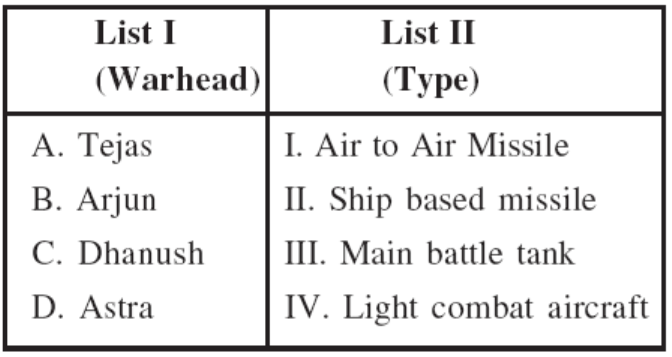 List I
(Warhead)
List II
(Type)
A. Tejas
I. Air to Air Missile
B. Arjun
II. Ship based missile
C. Dhanush
III. Main battle tank
D. Astra
IV. Light combat aircraft